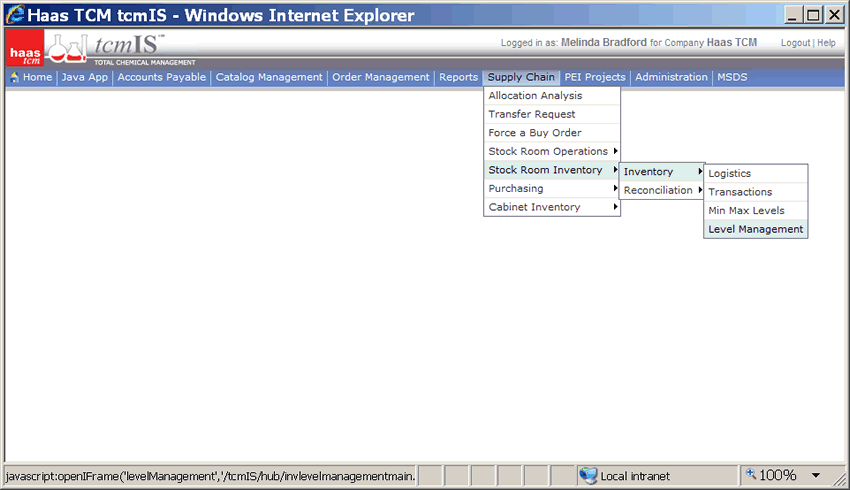 Haas TCM tcmIS - Windows Internet Explorer
haas tcm
tcmIS™
TOTAL CHEMICAL MANAGEMENT
Logged in as: Melinda Bradford for Company Haas TCM Logout | Help
Home | Java App | Accounts Payable | Catalog Management | Order Management | Reports | Supply Chain | PEI Projects | Administration | MSDS
Allocation Analysis
Transfer Request
Force a Buy Order
Stock Room Operations
Stock Room Inventory
Purchasing
Cabinet Inventory
Inventory
Reconciliation
Logistics
Transactions
Min Max Levels
Level Management
javascript:openIFrame('levelManagement','/tcmIS/hub/invlevelmanagementmain. Local intranet 100%